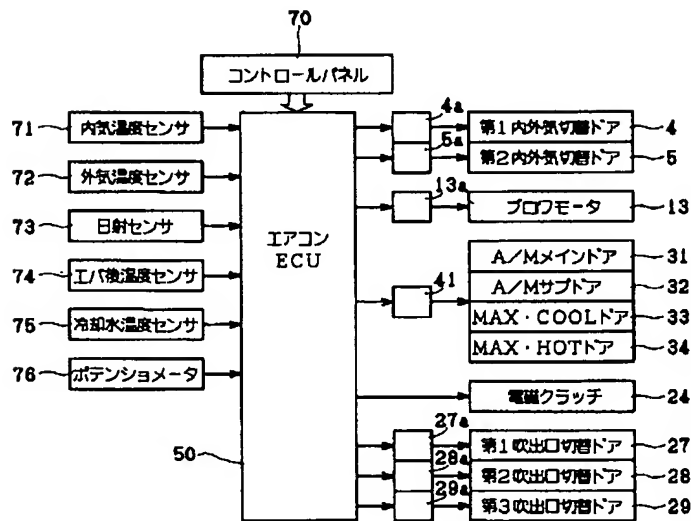 70
コントロールパネル
71 内気温度センサ
72 外気温度センサ
73 日射センサ
74 エバ後温度センサ
75 冷却水温度センサ
76 ポテンショメータ
50
エアコン
ECU
4a
第1内外気切替ドア 4
5a
第2内外気切替ドア 5
13a
ブロワモータ 13
41
A/Mメインドア 31
A/Mサブドア 32
MAX・COOLドア 33
MAX・HOTドア 34
電磁クラッチ 24
27a
第1吹出口切替ドア 27
28a
第2吹出口切替ドア 28
29a
第3吹出口切替ドア 29